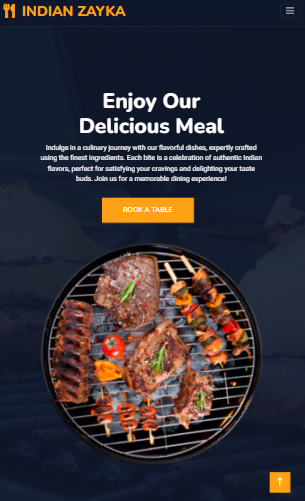 INDIAN ZAYKA
Enjoy Our
Delicious Meal
Indulge in a culinary journey with our flavorful dishes, expertly crafted
using the finest ingredients. Each bite is a celebration of authentic Indian
flavors, perfect for satisfying your cravings and delighting your taste
buds. Join us for a memorable dining experience!
BOOK A TABLE